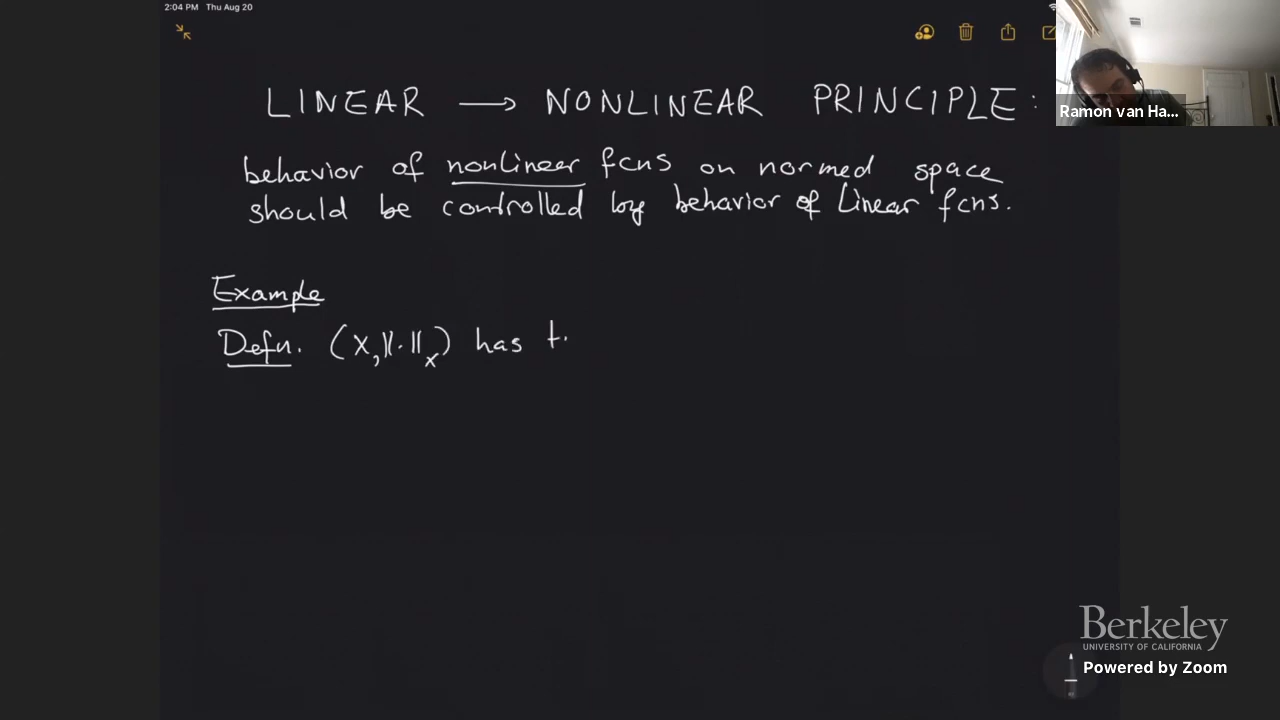 2:04 PM Thu Aug 20
LINEAR → NONLINEAR PRINCIPLE:
Ramon van Ha...
behavior of nonlinear fcns on normed space
should be controlled by behavior of linear fcns.
Example
Defn. (X,‖·‖_X) has t.
Berkeley
UNIVERSITY OF CALIFORNIA
Powered by Zoom